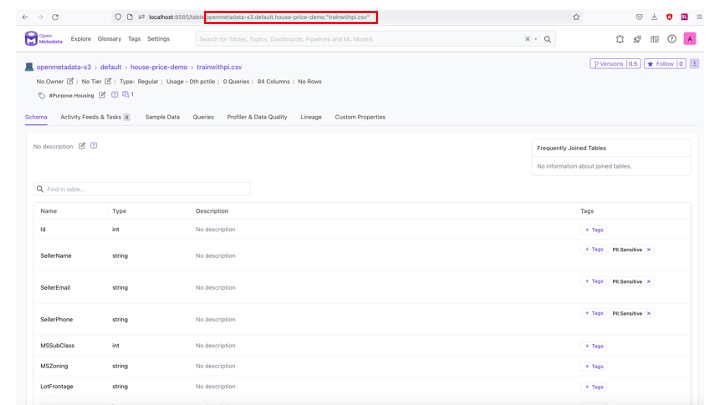 localhost:8585/table/openmetadata-s3.default.house-price-demo."trainwithpi.csv"
Open Metadata
Explore Glossary Tags Settings
Search for Tables, Topics, Dashboards, Pipelines and ML Models.
A
openmetadata-s3 › default › house-price-demo › trainwithpi.csv
Versions 0.5
Follow 0
No Owner | No Tier | Type: Regular | Usage - 0th pctile | 0 Queries | 84 Columns | No Rows
#Purpose.Housing 1
Schema Activity Feeds & Tasks 4 Sample Data Queries Profiler & Data Quality Lineage Custom Properties
No description
Frequently Joined Tables
No information about joined tables.
Find in table...
Name Type Description Tags
Id int No description + Tags
SellerName string No description + Tags PII.Sensitive ×
SellerEmail string No description + Tags PII.Sensitive ×
SellerPhone string No description + Tags PII.Sensitive ×
MSSubClass int No description + Tags
MSZoning string No description + Tags
LotFrontage string No description + Tags